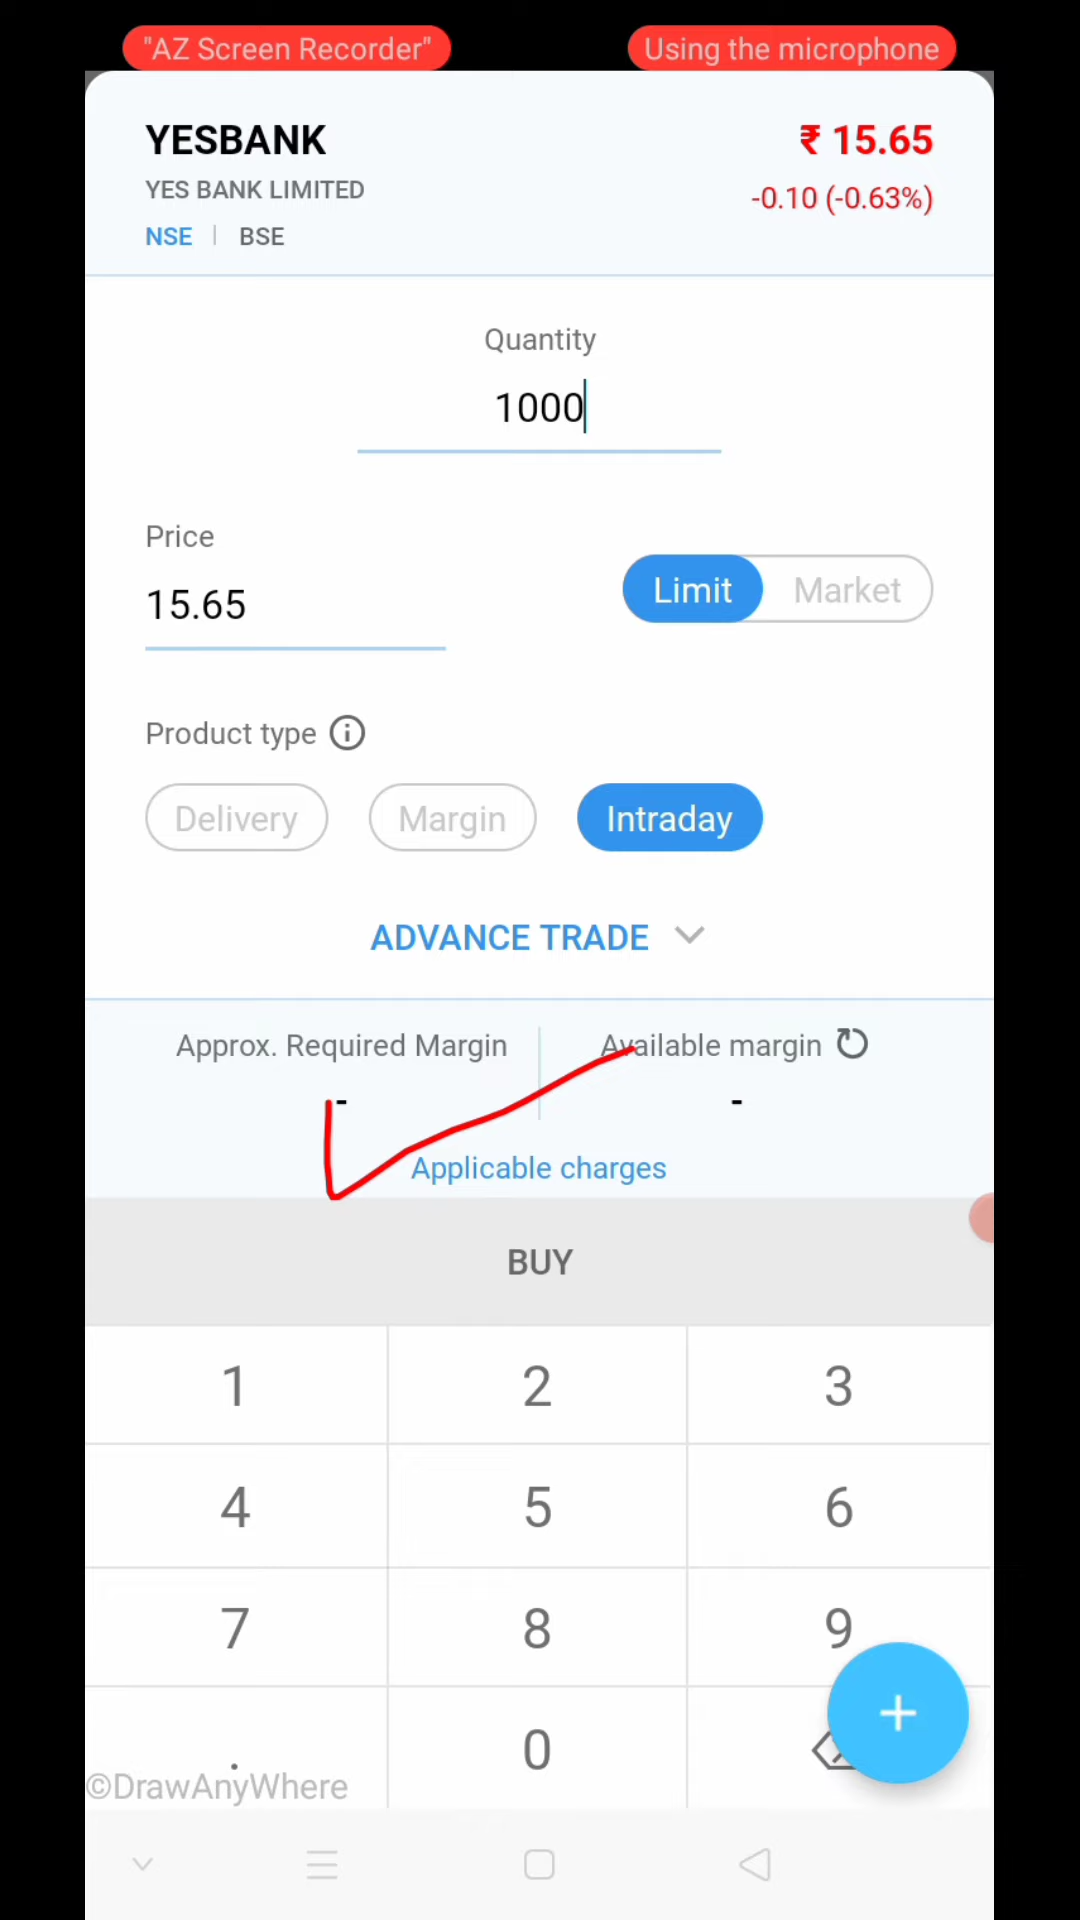 "AZ Screen Recorder" Using the microphone
YESBANK ₹ 15.65
YES BANK LIMITED -0.10 (-0.63%)
NSE | BSE
Quantity
1000
Price
15.65
Limit Market
Product type
Delivery Margin Intraday
ADVANCE TRADE
Approx. Required Margin Available margin
- -
Applicable charges
BUY
1 2 3
4 5 6
7 8 9
+
. 0
©DrawAnyWhere